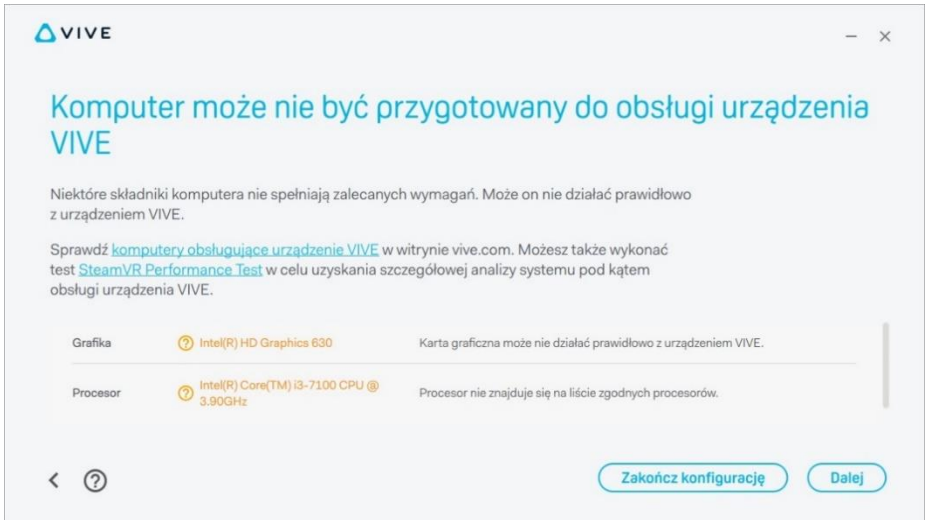 VIVE
Komputer może nie być przygotowany do obsługi urządzenia
VIVE
Niektóre składniki komputera nie spełniają zalecanych wymagań. Może on nie działać prawidłowo
z urządzeniem VIVE.
Sprawdź komputery obsługujące urządzenie VIVE w witrynie vive.com. Możesz także wykonać
test SteamVR Performance Test w celu uzyskania szczegółowej analizy systemu pod kątem
obsługi urządzenia VIVE.
Grafika Intel(R) HD Graphics 630 Karta graficzna może nie działać prawidłowo z urządzeniem VIVE.
Procesor Intel(R) Core(TM) i3-7100 CPU @
3.90GHz Procesor nie znajduje się na liście zgodnych procesorów.
Zakończ konfigurację Dalej